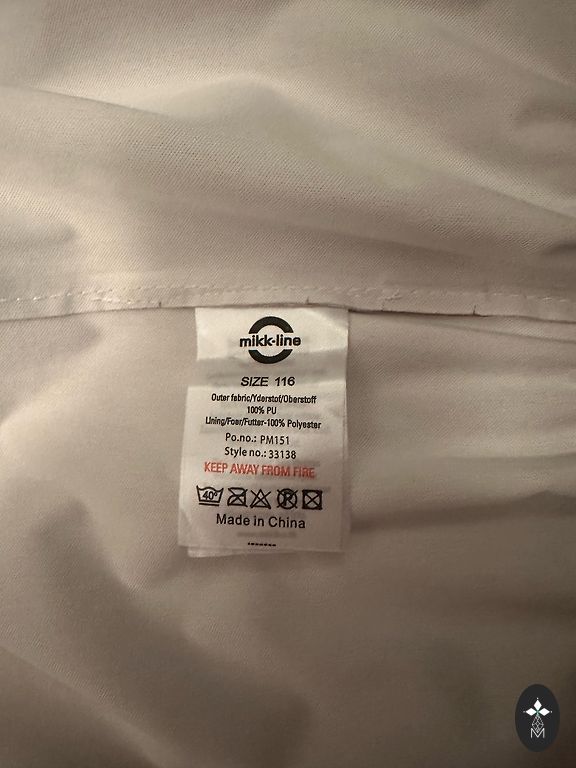 mikk-line
SIZE 116
Outer fabric/Yderstof/Oberstoff
100% PU
Lining/Foer/Futter-100% Polyester
Po.no.: PM151
Style no.: 33138
KEEP AWAY FROM FIRE
40° P
Made in China
M